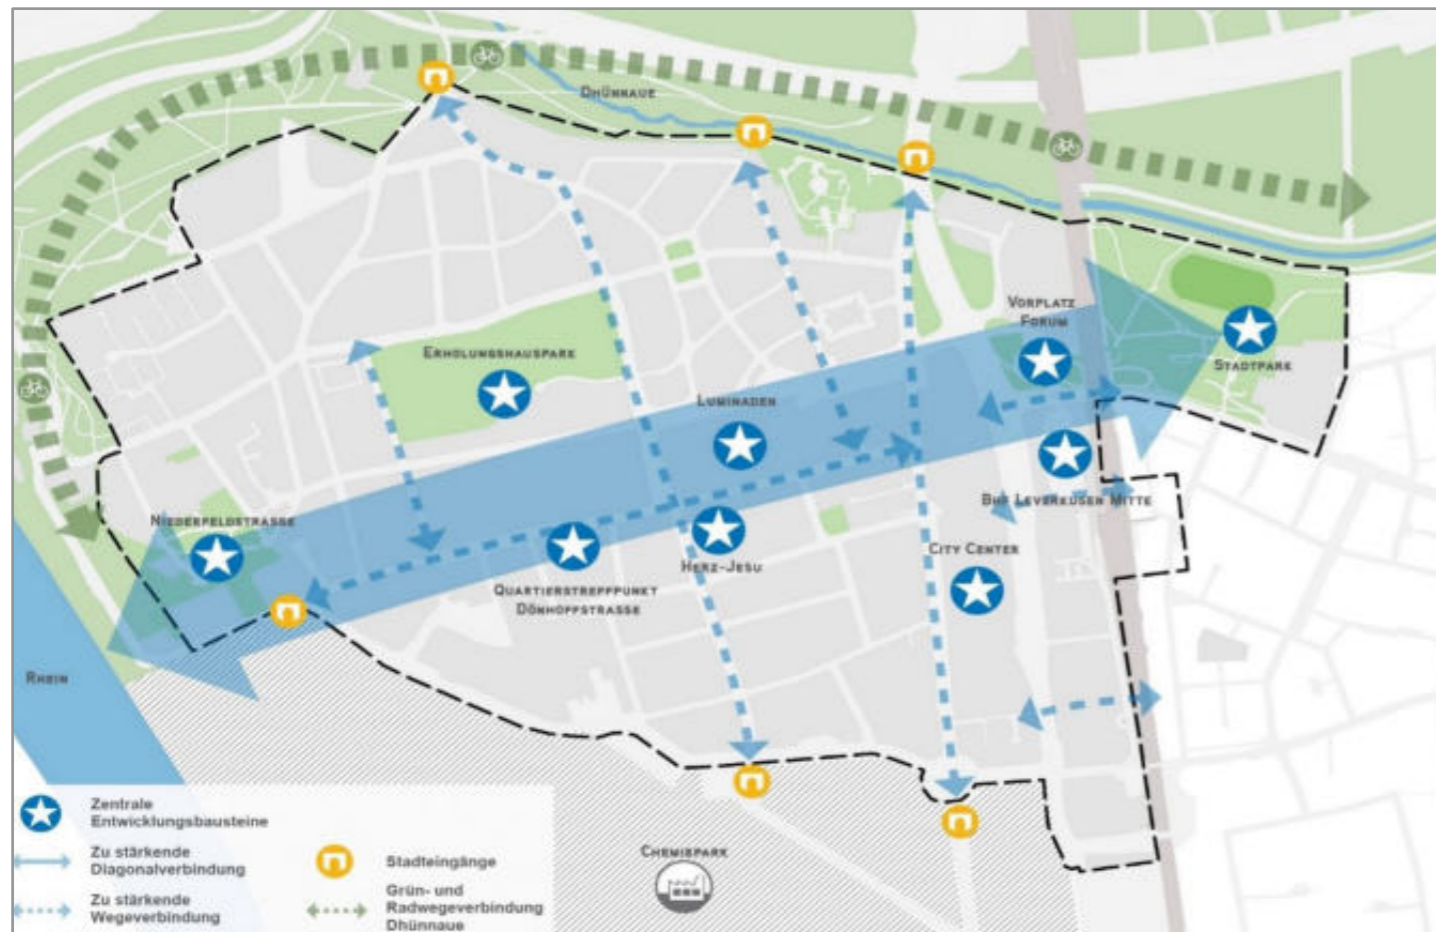 Dhünnaue
Vorplatz
Forum
Stadtpark
Erholungshauspark
Luminaden
Bhf Leverkusen Mitte
Niederfeldstrasse
City Center
Herz-Jesu
Quartierstrepppunkt
Dönhoffstrasse
Rhein
Chemiepark
Zentrale
Entwicklungsbausteine
Zu stärkende
Diagonalverbindung
Zu stärkende
Wegeverbindung
Stadteingänge
Grün- und
Radwegeverbindung
Dhünnaue